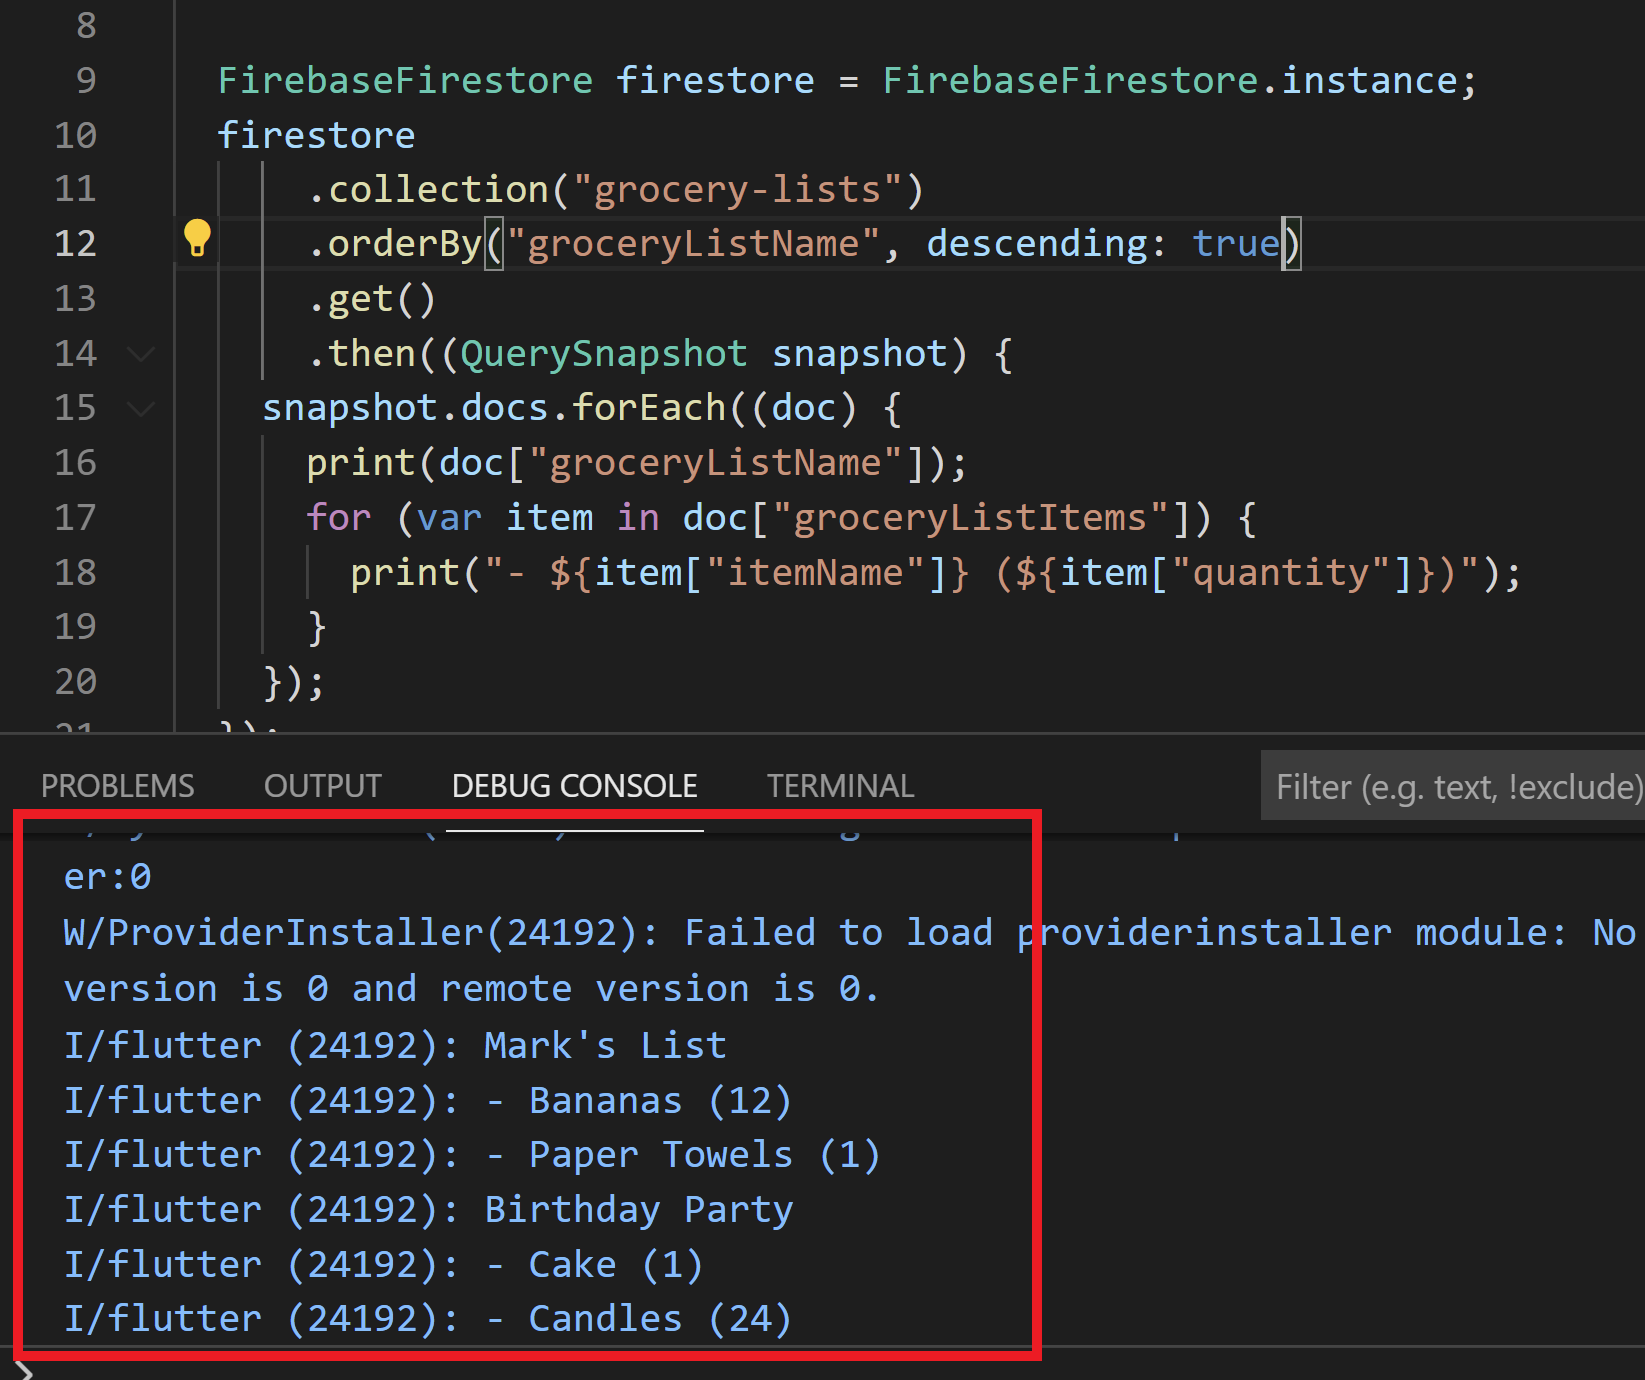 8
9 FirebaseFirestore firestore = FirebaseFirestore.instance;
10 firestore
11 .collection("grocery-lists")
12 .orderBy("groceryListName", descending: true)
13 .get()
14 .then((QuerySnapshot snapshot) {
15 snapshot.docs.forEach((doc) {
16 print(doc["groceryListName"]);
17 for (var item in doc["groceryListItems"]) {
18 print("- ${item["itemName"]} (${item["quantity"]})");
19 }
20 });
21 });
PROBLEMS OUTPUT DEBUG CONSOLE TERMINAL Filter (e.g. text, !exclude)
er:0
W/ProviderInstaller(24192): Failed to load providerinstaller module: No
version is 0 and remote version is 0.
I/flutter (24192): Mark's List
I/flutter (24192): - Bananas (12)
I/flutter (24192): - Paper Towels (1)
I/flutter (24192): Birthday Party
I/flutter (24192): - Cake (1)
I/flutter (24192): - Candles (24)